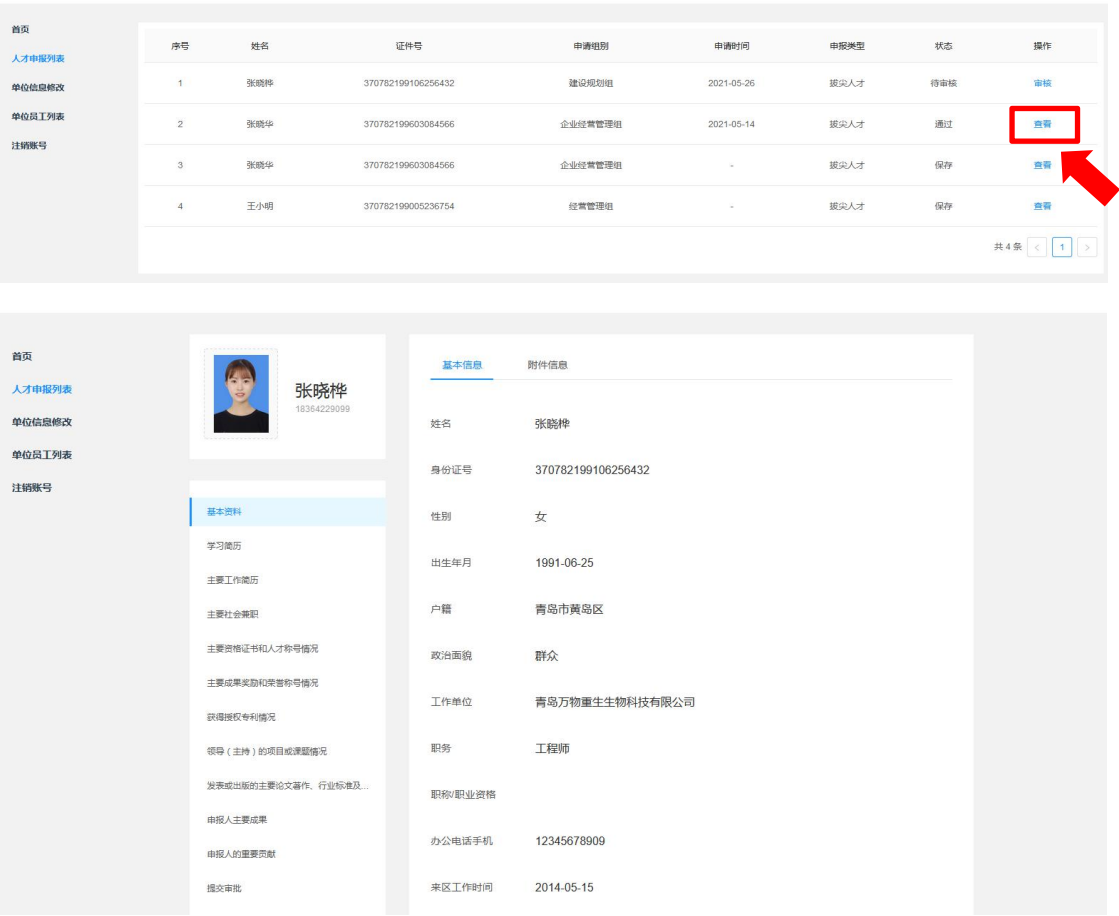 首页
人才申报列表
单位信息修改
单位员工列表
注销账号
序号 姓名 证件号 申请组别 申请时间 申报类型 状态 操作
1 张晓桦 370782199106256432 建设规划组 2021-05-26 拔尖人才 待审核 审核
2 张晓华 370782199603084566 企业经营管理组 2021-05-14 拔尖人才 通过 查看
3 张晓华 370782199603084566 企业经营管理组 - 拔尖人才 保存 查看
4 王小明 370782199005236754 经营管理组 - 拔尖人才 保存 查看
共 4 条 < 1 >
首页
人才申报列表
单位信息修改
单位员工列表
注销账号
张晓桦
18364229099
基本资料
学习简历
主要工作简历
主要社会兼职
主要资格证书和人才称号情况
主要成果奖励和荣誉称号情况
获得授权专利情况
领导（主持）的项目或课题情况
发表或出版的主要论文著作、行业标准及...
申报人主要成果
申报人的重要贡献
提交审批
基本信息 附件信息
姓名 张晓桦
身份证号 370782199106256432
性别 女
出生年月 1991-06-25
户籍 青岛市黄岛区
政治面貌 群众
工作单位 青岛万物重生生物科技有限公司
职务 工程师
职称/职业资格
办公电话手机 12345678909
来区工作时间 2014-05-15